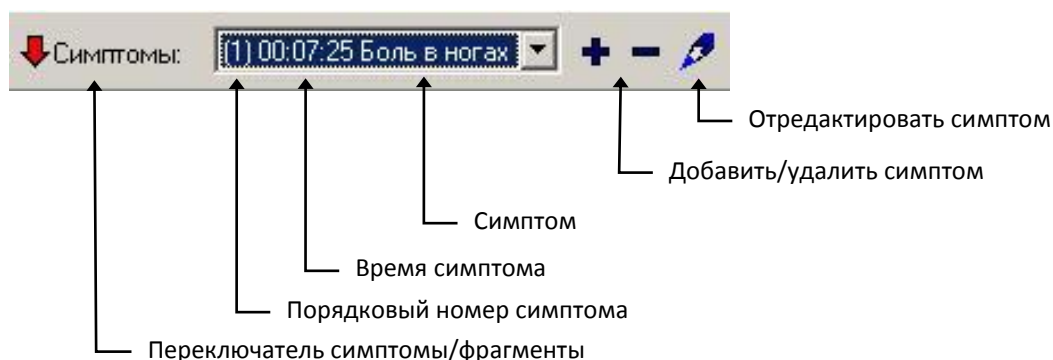 Симптомы: (1) 00:07:25 Боль в ногах
Отредактировать симптом
Добавить/удалить симптом
Симптом
Время симптома
Порядковый номер симптома
Переключатель симптомы/фрагменты